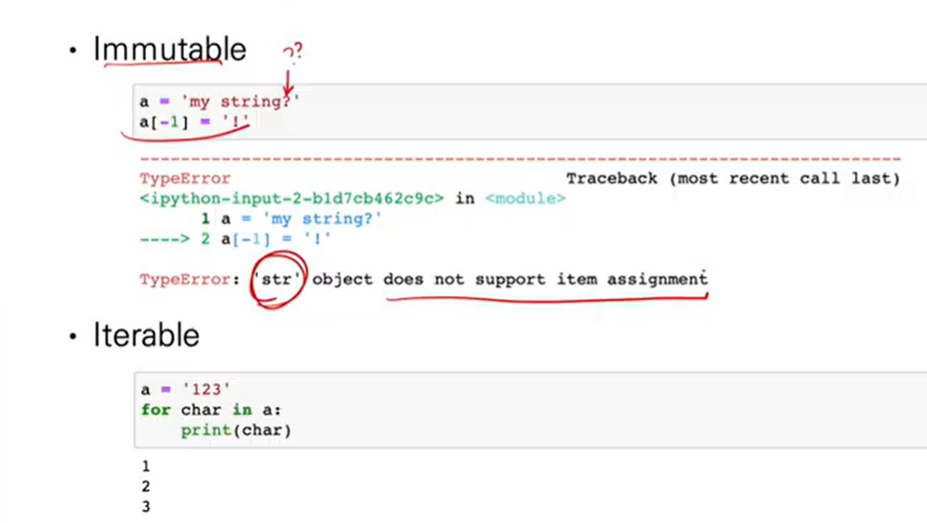 • Immutable
?
a = 'my string?'
a[-1] = '!'
---------------------------------------------------------------------------
TypeError Traceback (most recent call last)
<ipython-input-2-b1d7cb462c9c> in <module>
1 a = 'my string?'
----> 2 a[-1] = '!'
TypeError: 'str' object does not support item assignment
• Iterable
a = '123'
for char in a:
    print(char)
1
2
3